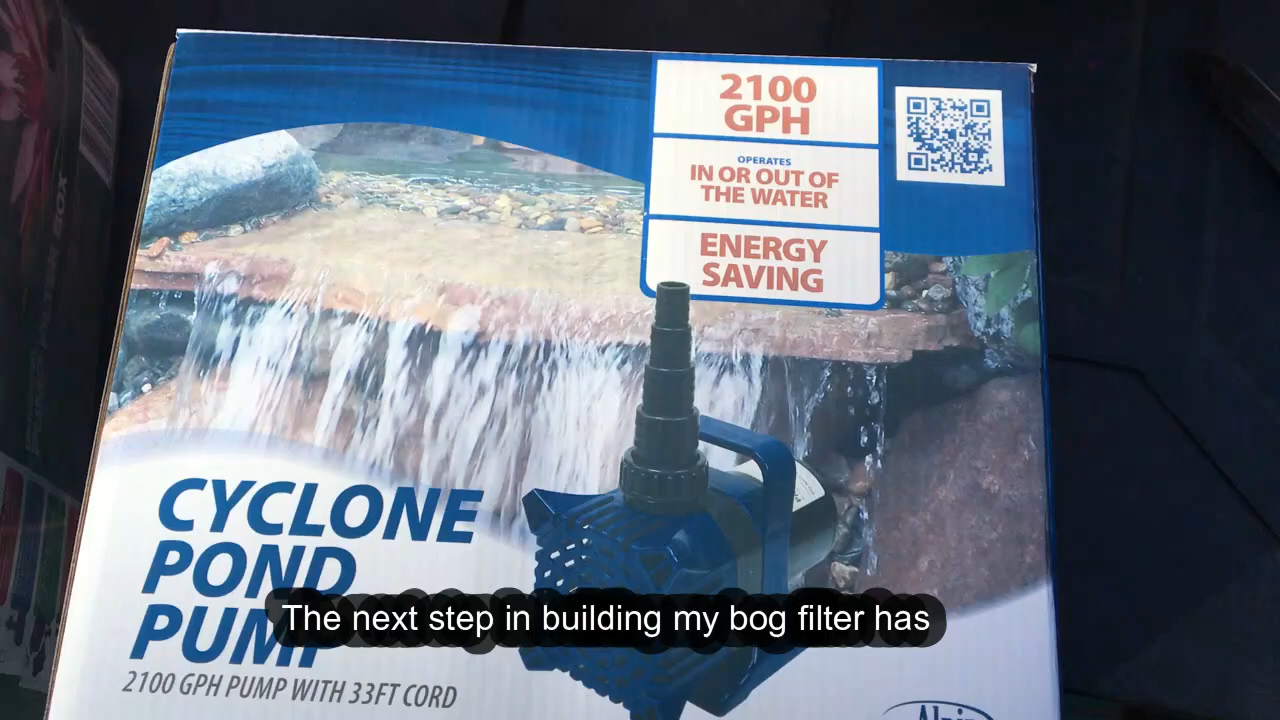 2100
GPH
OPERATES
IN OR OUT OF
THE WATER
ENERGY
SAVING
CYCLONE
POND
PUMP
2100 GPH PUMP WITH 33FT CORD
The next step in building my bog filter has